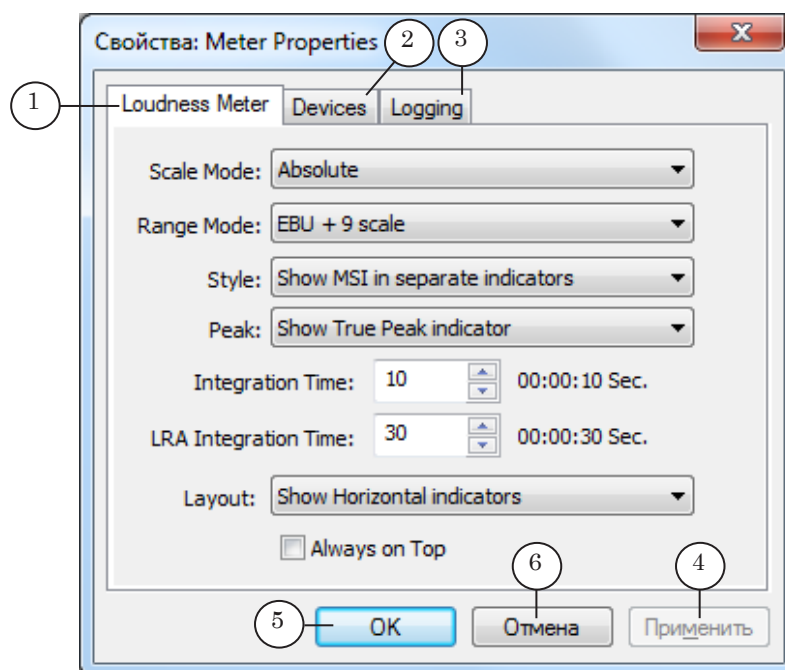 Свойства: Meter Properties
2
3
X
1
Loudness Meter
Devices
Logging
Scale Mode: Absolute
Range Mode: EBU + 9 scale
Style: Show MSI in separate indicators
Peak: Show True Peak indicator
Integration Time: 10 00:00:10 Sec.
LRA Integration Time: 30 00:00:30 Sec.
Layout: Show Horizontal indicators
Always on Top
6
4
5
OK
Отмена
Применить